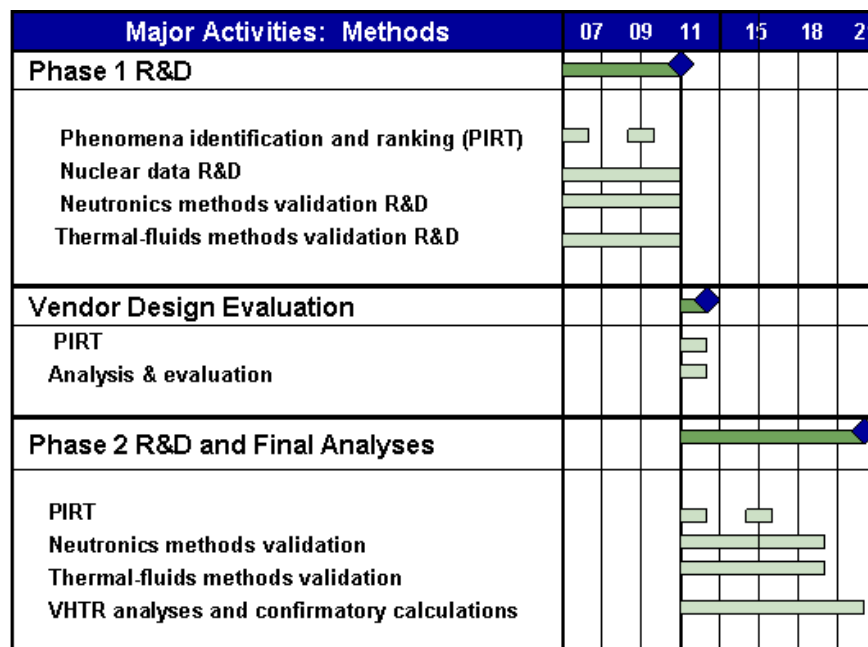 Major Activities: Methods 07 09 11 15 18 2
Phase 1 R&D
Phenomena identification and ranking (PIRT)
Nuclear data R&D
Neutronics methods validation R&D
Thermal-fluids methods validation R&D
Vendor Design Evaluation
PIRT
Analysis & evaluation
Phase 2 R&D and Final Analyses
PIRT
Neutronics methods validation
Thermal-fluids methods validation
VHTR analyses and confirmatory calculations